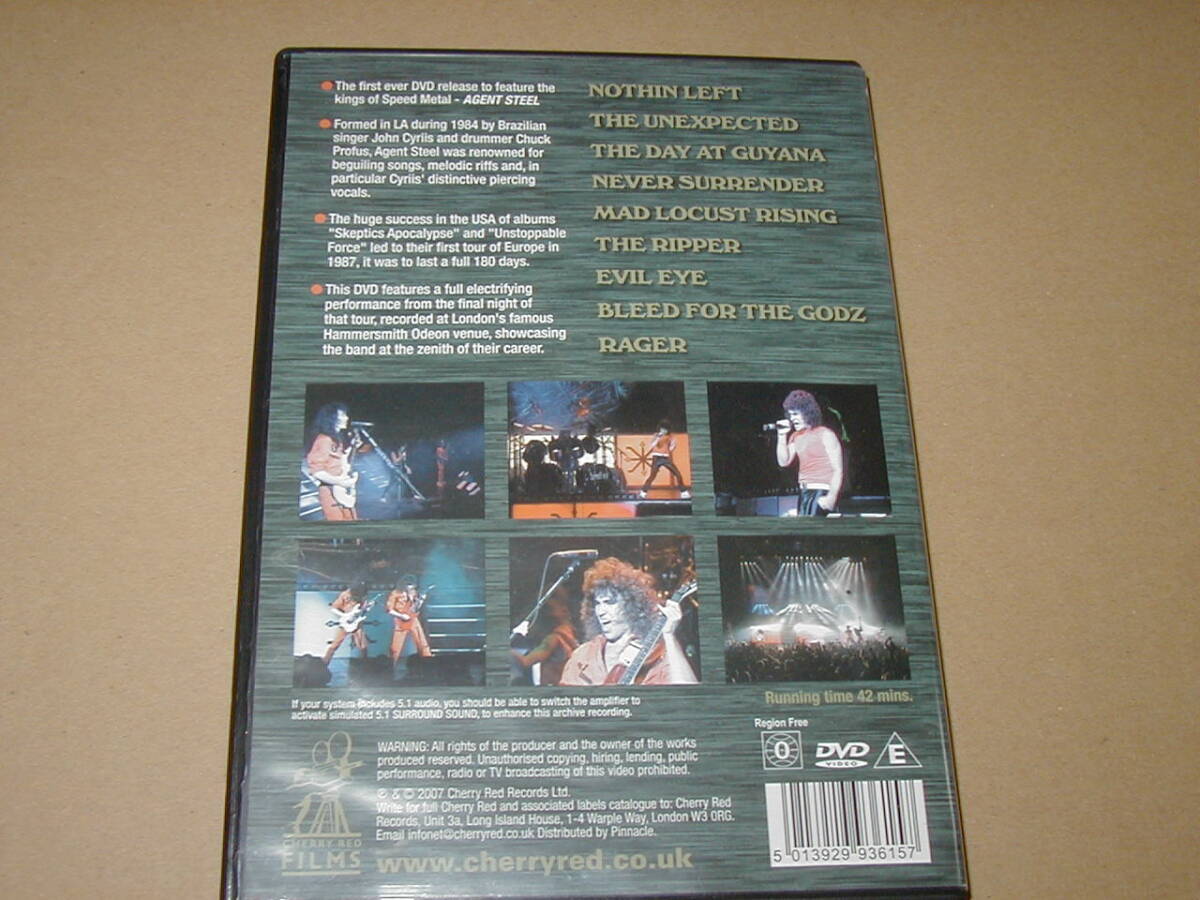 The first ever DVD release to feature the
kings of Speed Metal - AGENT STEEL
Formed in LA during 1984 by Brazilian
singer John Cyriis and drummer Chuck
Profus, Agent Steel was renowned for
beguiling songs, melodic riffs and, in
particular Cyriis' distinctive piercing
vocals.
The huge success in the USA of albums
"Skeptics Apocalypse" and "Unstoppable
Force" led to their first tour of Europe in
1987, it was to last a full 180 days.
This DVD features a full electrifying
performance from the final night of
that tour, recorded at London's famous
Hammersmith Odeon venue, showcasing
the band at the zenith of their career.
NOTHIN LEFT
THE UNEXPECTED
THE DAY AT GUYANA
NEVER SURRENDER
MAD LOCUST RISING
THE RIPPER
EVIL EYE
BLEED FOR THE GODZ
RAGER
If your system includes 5.1 audio, you should be able to switch the amplifier to
activate simulated 5.1 SURROUND SOUND, to enhance this archive recording.
Running time 42 mins.
Region Free
0
DVD
VIDEO
E
WARNING: All rights of the producer and the owner of the works
produced reserved. Unauthorised copying, hiring, lending, public
performance, radio or TV broadcasting of this video prohibited.
℗ & © 2007 Cherry Red Records Ltd.
Write for full Cherry Red and associated labels catalogue to: Cherry Red
Records, Unit 3a, Long Island House, 1-4 Warple Way, London W3 0RG.
Email infonet@cherryred.co.uk Distributed by Pinnacle.
CHERRY RED
FILMS
www.cherryred.co.uk
5 013929 936157